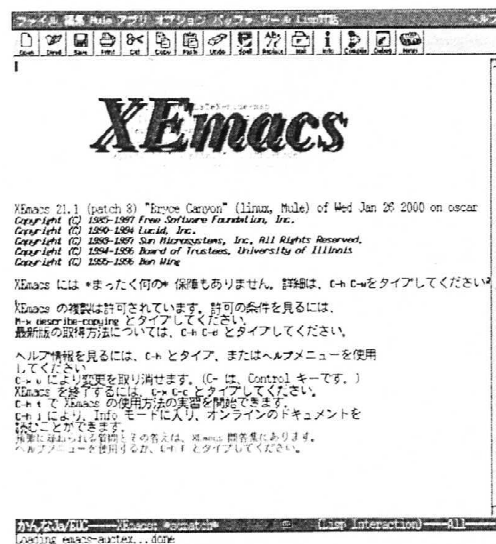 ファイル 編集 Mule アプリ オプション バッファ ツール Lisp対話 ヘルプ
Open Dired Save Print Cut Copy Paste Undo Spell Replace Mail Info Compile Debug News
XEmacs
XEmacs 21.1 (patch 8) "Bryce Canyon" (linux, Mule) of Wed Jan 26 2000 on oscar
Copyright (C) 1985-1997 Free Software Foundation, Inc.
Copyright (C) 1990-1994 Lucid, Inc.
Copyright (C) 1993-1997 Sun Microsystems, Inc, All Rights Reserved.
Copyright (C) 1994-1996 Board of Trustees, University of Illinois
Copyright (C) 1995-1996 Ben Wing
XEmacs には *まったく何の* 保障もありません。詳細は、C-h C-wをタイプしてください
XEmacs の複製は許可されています。許可の条件を見るには、
M-x describe-copying とタイプしてください。
最新版の取得方法については、C-h C-d とタイプしてください。
ヘルプ情報を見るには、C-h とタイプ、またはヘルプメニューを使用
してください
C-x u により変更を取り消せます。(C- は、Control キーです。)
XEmacs を終了するには、C-x C-c とタイプしてください。
C-h t で XEmacs の使用方法の実習を開始できます。
C-h i により、Info モードに入り、オンラインのドキュメントを
読むことができます。
頻繁に尋ねられる質問とその答えは、XEmacs 問答集にあります。
ヘルプメニューを使用するか、C-h F とタイプしてください。
かんなJa/EUC----XEmacs: *scratch* (Lisp Interaction)----All----
Loading emacs-auctex...done